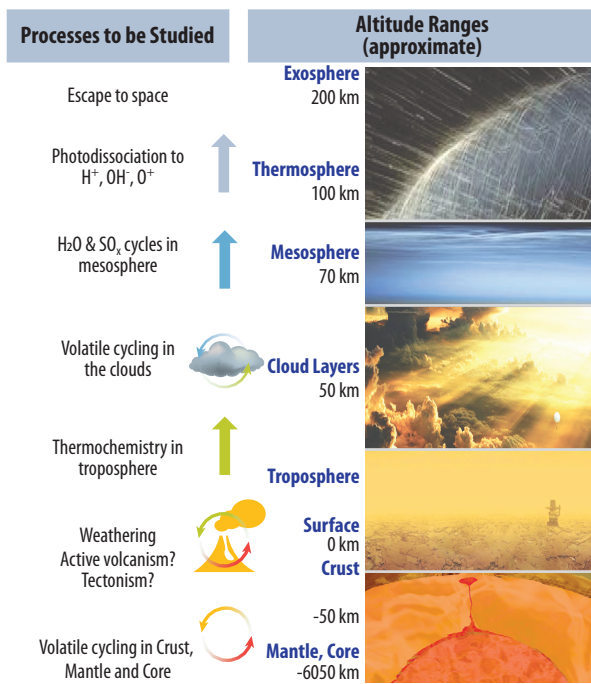 Processes to be Studied
Altitude Ranges
(approximate)
Escape to space
Exosphere
200 km
Photodissociation to
H⁺, OH⁻, O⁺
Thermosphere
100 km
H₂O & SOₓ cycles in
mesosphere
Mesosphere
70 km
Volatile cycling in
the clouds
Cloud Layers
50 km
Thermochemistry in
troposphere
Troposphere
Weathering
Active volcanism?
Tectonism?
Surface
0 km
Crust
-50 km
Volatile cycling in Crust,
Mantle and Core
Mantle, Core
-6050 km